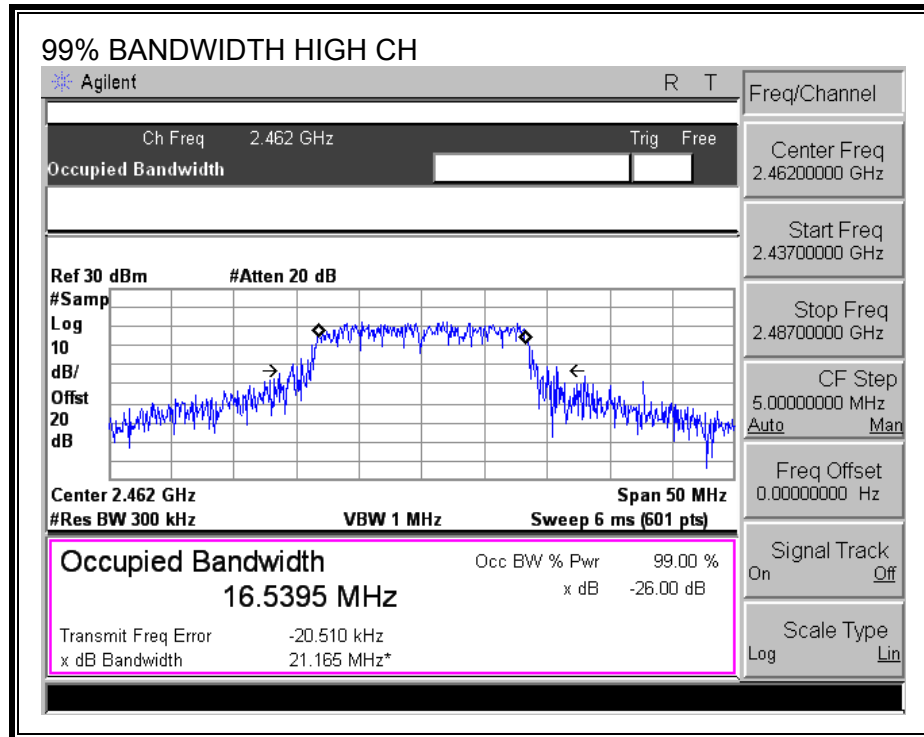 99% BANDWIDTH HIGH CH
Agilent R T
Ch Freq 2.462 GHz Trig Free
Occupied Bandwidth
Ref 30 dBm #Atten 20 dB
#Samp
Log
10
dB/
Offst
20
dB
Center 2.462 GHz Span 50 MHz
#Res BW 300 kHz VBW 1 MHz Sweep 6 ms (601 pts)
Occupied Bandwidth
16.5395 MHz
Occ BW % Pwr 99.00 %
x dB -26.00 dB
Transmit Freq Error -20.510 kHz
x dB Bandwidth 21.165 MHz*
Freq/Channel
Center Freq
2.46200000 GHz
Start Freq
2.43700000 GHz
Stop Freq
2.48700000 GHz
CF Step
5.00000000 MHz
Auto Man
Freq Offset
0.00000000 Hz
Signal Track
On Off
Scale Type
Log Lin